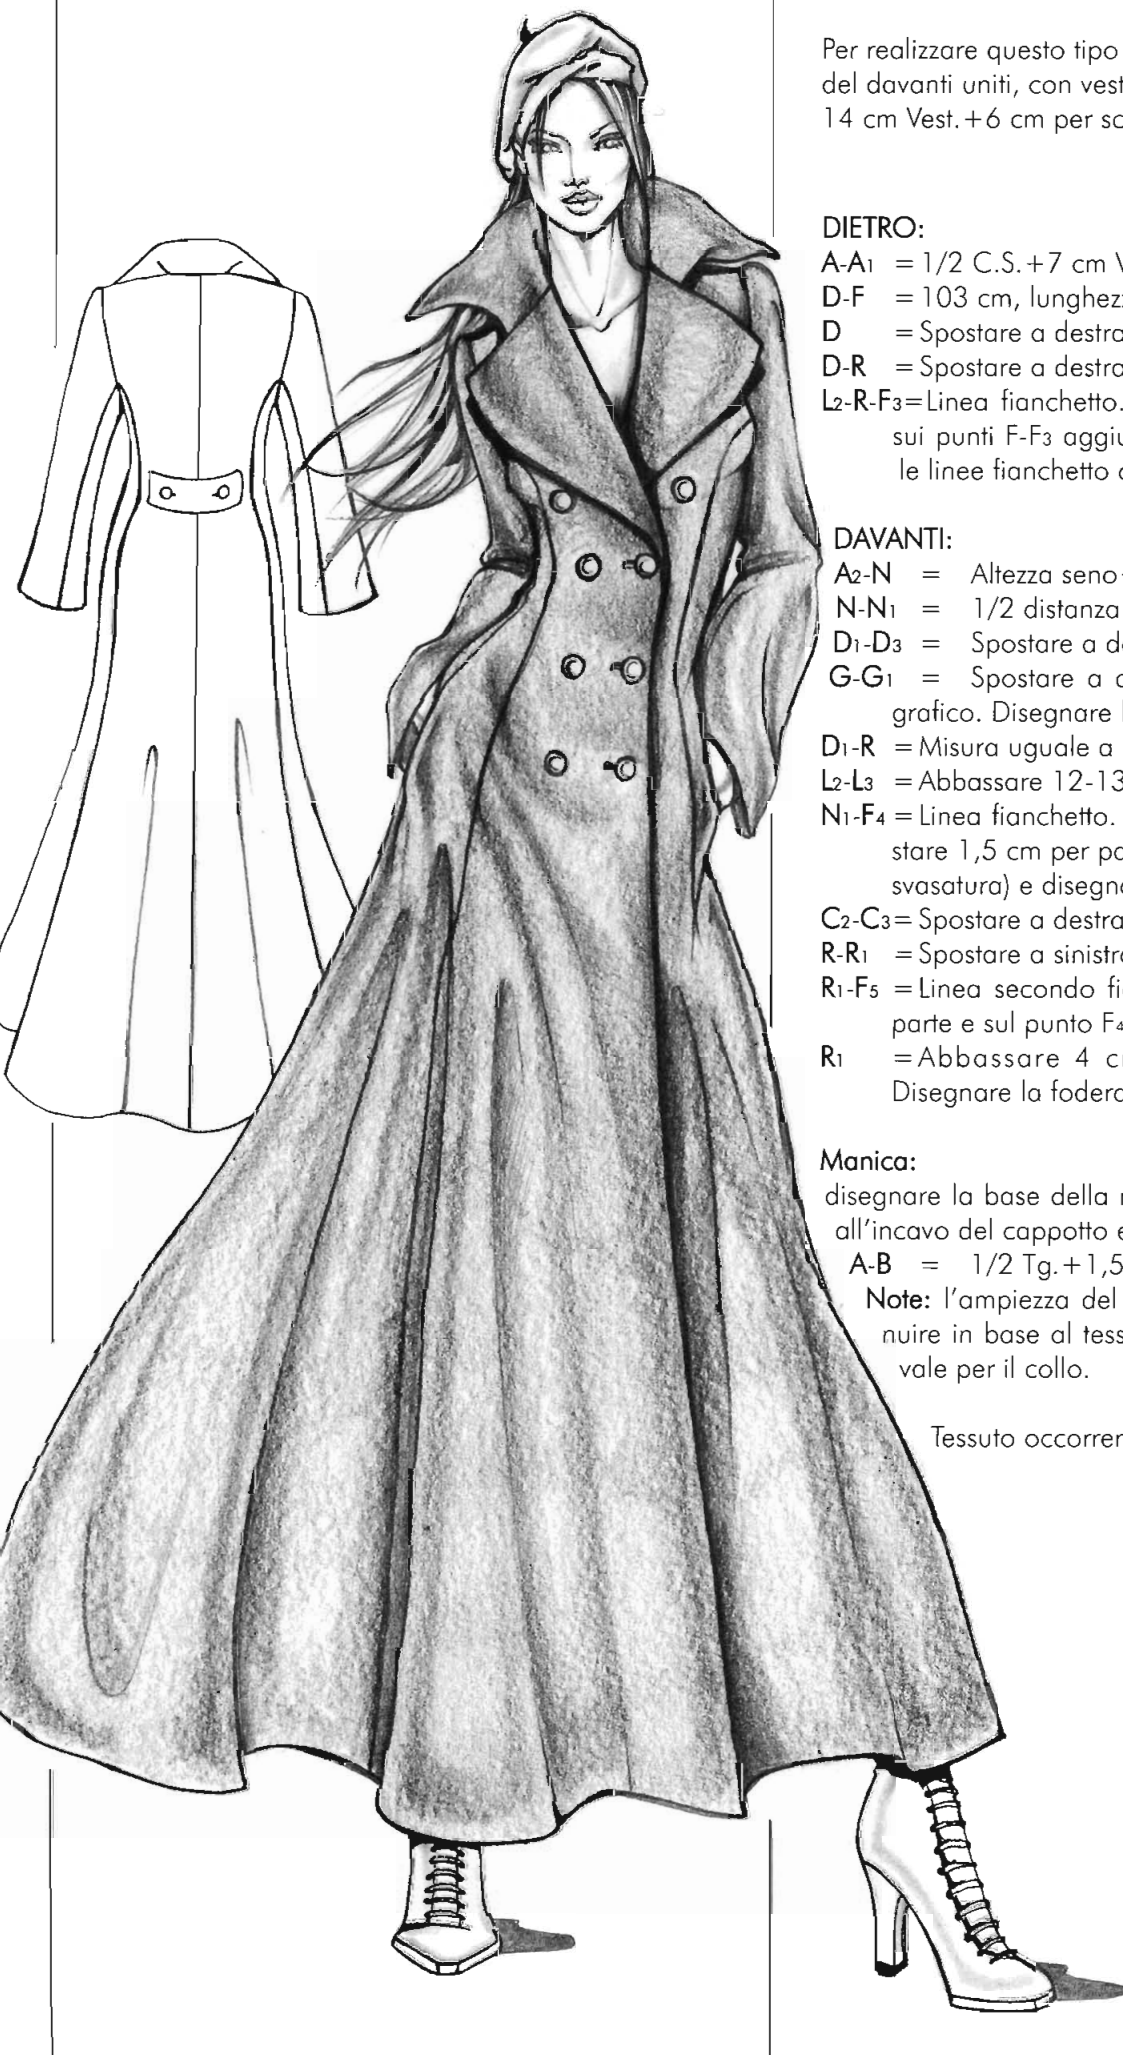 Per realizzare questo tipo
del davanti uniti, con vest
14 cm Vest.+6 cm per sc
DIETRO:
A-A1 = 1/2 C.S.+7 cm V
D-F = 103 cm, lunghez
D = Spostare a destra
D-R = Spostare a destra
L2-R-F3=Linea fianchetto.
sui punti F-F3 aggiu
le linee fianchetto
DAVANTI:
A2-N = Altezza seno
N-N1 = 1/2 distanza
D1-D3 = Spostare a de
G-G1 = Spostare a
grafico. Disegnare
D1-R = Misura uguale a
L2-L3 = Abbassare 12-13
N1-F4 = Linea fianchetto.
stare 1,5 cm per
svasatura) e disegn
C2-C3= Spostare a destra
R-R1 = Spostare a sinistr
R1-F5 = Linea secondo fi
parte e sul punto F4
R1 =Abbassare 4 c
Disegnare la fodera
Manica:
disegnare la base della
all'incavo del cappotto e
A-B = 1/2 Tg.+1,5
Note: l'ampiezza del
nuire in base al tess
vale per il collo.
Tessuto occorren